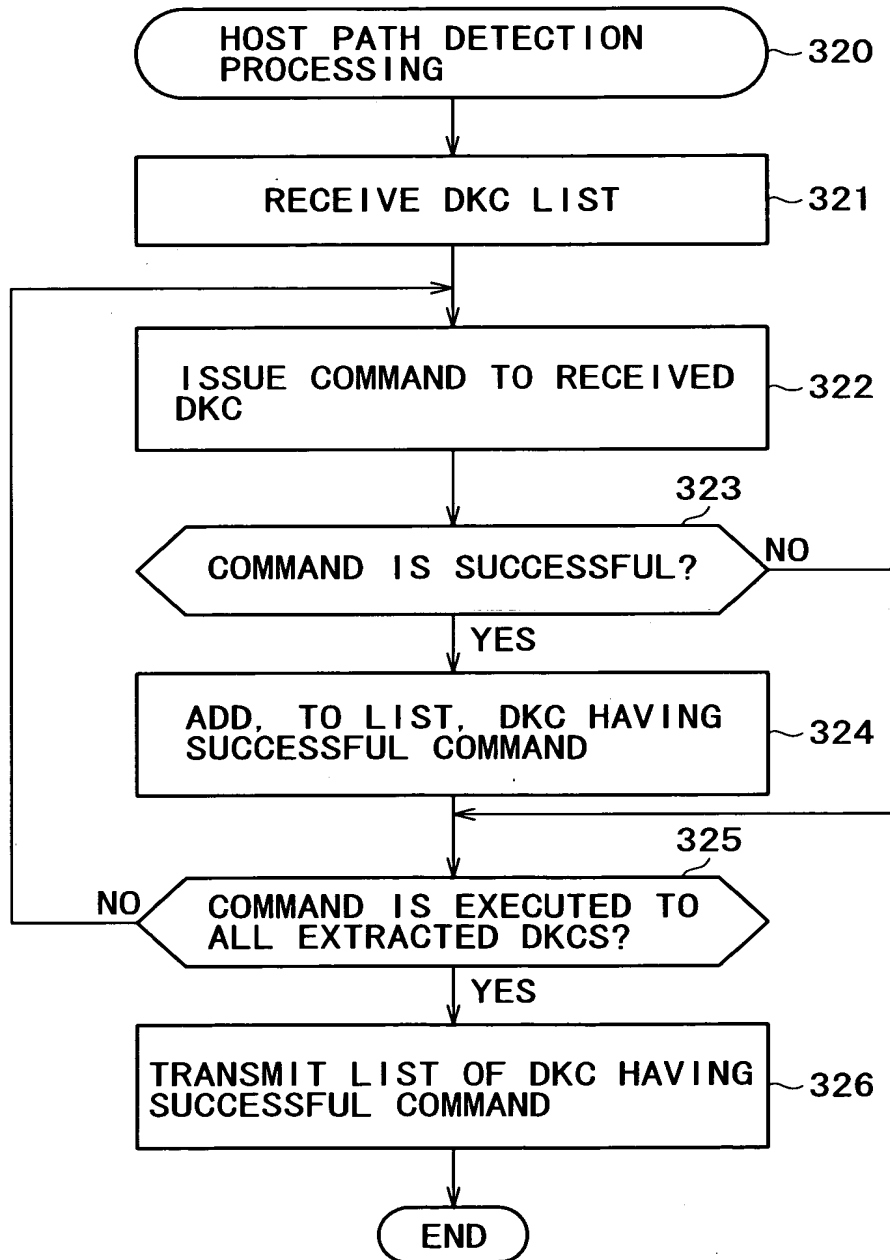 HOST PATH DETECTION
PROCESSING
320
RECEIVE DKC LIST
321
ISSUE COMMAND TO RECEIVED
DKC
322
323
COMMAND IS SUCCESSFUL?
NO
YES
ADD, TO LIST, DKC HAVING
SUCCESSFUL COMMAND
324
325
NO
COMMAND IS EXECUTED TO
ALL EXTRACTED DKCS?
YES
TRANSMIT LIST OF DKC HAVING
SUCCESSFUL COMMAND
326
END